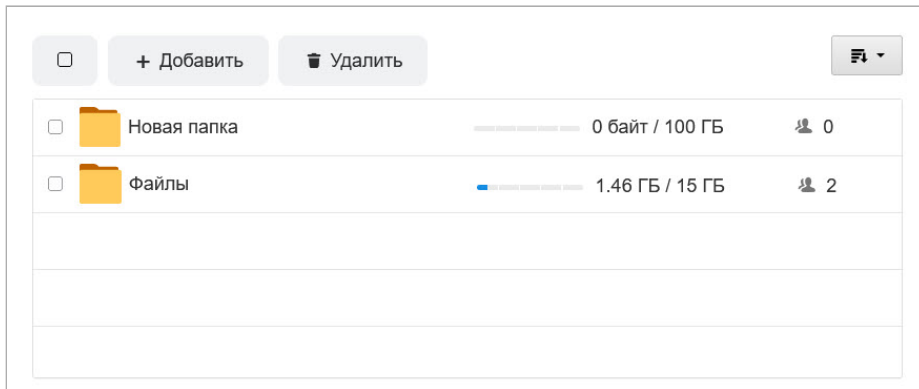 + Добавить Удалить
Новая папка 0 байт / 100 ГБ 0
Файлы 1.46 ГБ / 15 ГБ 2